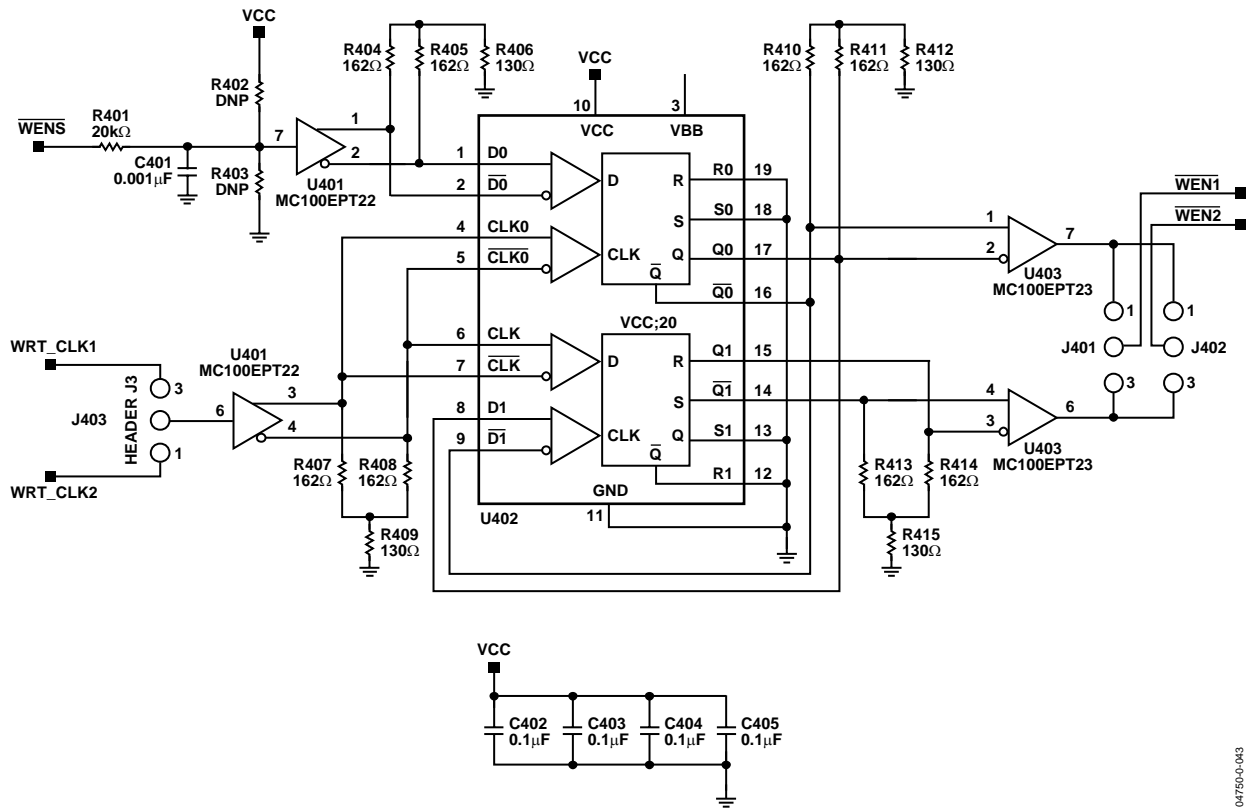 VCC
R402
DNP
WENS
R401
20kΩ
C401
0.001μF
R403
DNP
7
1
2
U401
MC100EPT22
R404
162Ω
R405
162Ω
R406
130Ω
VCC
10
VCC
3
VBB
1 D0
2 D0
4 CLK0
5 CLK0
6 CLK
7 CLK
8 D1
9 D1
D
CLK
R
S
Q
Q
R0 19
S0 18
Q0 17
Q0 16
VCC;20
D
CLK
R
S
Q
Q
Q1 15
Q1 14
S1 13
R1 12
GND
11
U402
WRT_CLK1
WRT_CLK2
J403
HEADER J3
3
1
U401
MC100EPT22
6
3
4
R407
162Ω
R408
162Ω
R409
130Ω
R410
162Ω
R411
162Ω
R412
130Ω
1
2
7
U403
MC100EPT23
4
3
6
U403
MC100EPT23
R413
162Ω
R414
162Ω
R415
130Ω
WEN1
WEN2
1
1
J401
J402
3
3
VCC
C402
0.1μF
C403
0.1μF
C404
0.1μF
C405
0.1μF
04750-0-043